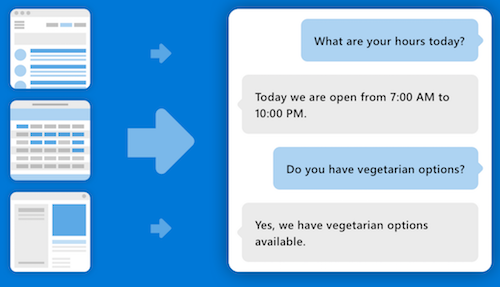 What are your hours today?
Today we are open from 7:00 AM to
10:00 PM.
Do you have vegetarian options?
Yes, we have vegetarian options
available.